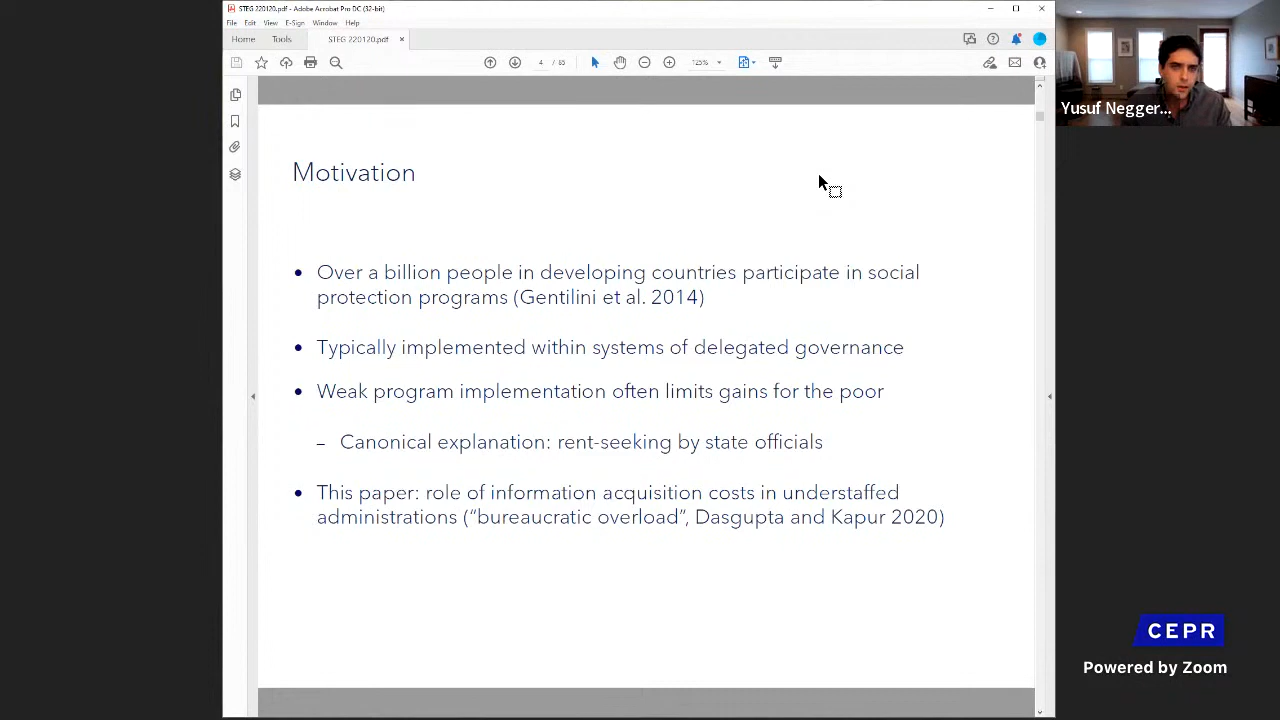 STEG 220120.pdf - Adobe Acrobat Pro DC (32-bit)
File Edit View E-Sign Window Help
Home Tools STEG 220120.pdf ×
4 / 85 125%
Yusuf Negger...
Motivation
• Over a billion people in developing countries participate in social
protection programs (Gentilini et al. 2014)
• Typically implemented within systems of delegated governance
• Weak program implementation often limits gains for the poor
– Canonical explanation: rent-seeking by state officials
• This paper: role of information acquisition costs in understaffed
administrations (“bureaucratic overload”, Dasgupta and Kapur 2020)
CEPR
Powered by Zoom